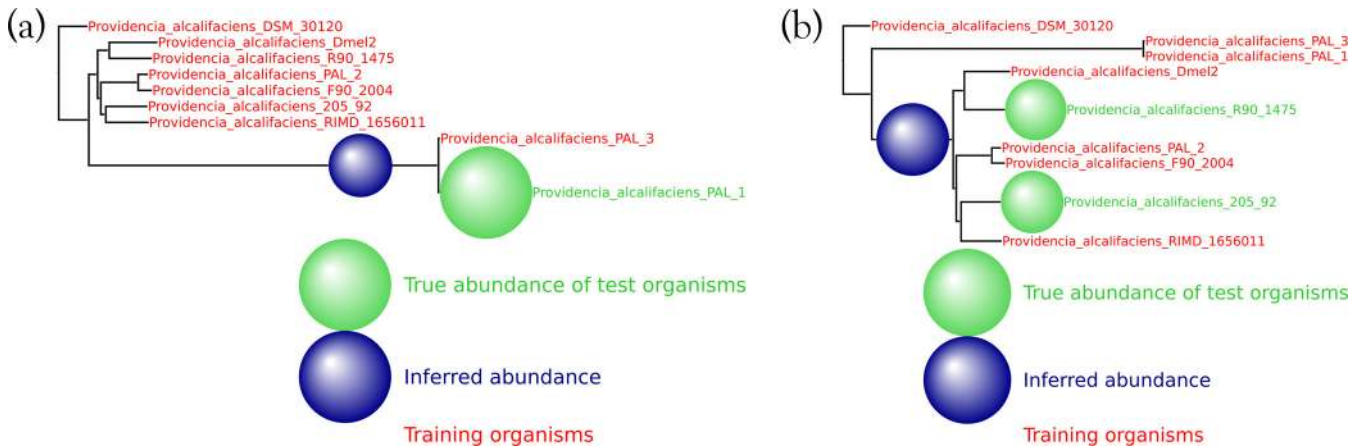 (a)
Providencia_alcalifaciens_DSM_30120
Providencia_alcalifaciens_Dmel2
Providencia_alcalifaciens_R90_1475
Providencia_alcalifaciens_PAL_2
Providencia_alcalifaciens_F90_2004
Providencia_alcalifaciens_205_92
Providencia_alcalifaciens_RIMD_1656011
Providencia_alcalifaciens_PAL_3
Providencia_alcalifaciens_PAL_1
True abundance of test organisms
Inferred abundance
Training organisms
(b)
Providencia_alcalifaciens_DSM_30120
Providencia_alcalifaciens_PAL_3
Providencia_alcalifaciens_PAL_1
Providencia_alcalifaciens_Dmel2
Providencia_alcalifaciens_R90_1475
Providencia_alcalifaciens_PAL_2
Providencia_alcalifaciens_F90_2004
Providencia_alcalifaciens_205_92
Providencia_alcalifaciens_RIMD_1656011
True abundance of test organisms
Inferred abundance
Training organisms